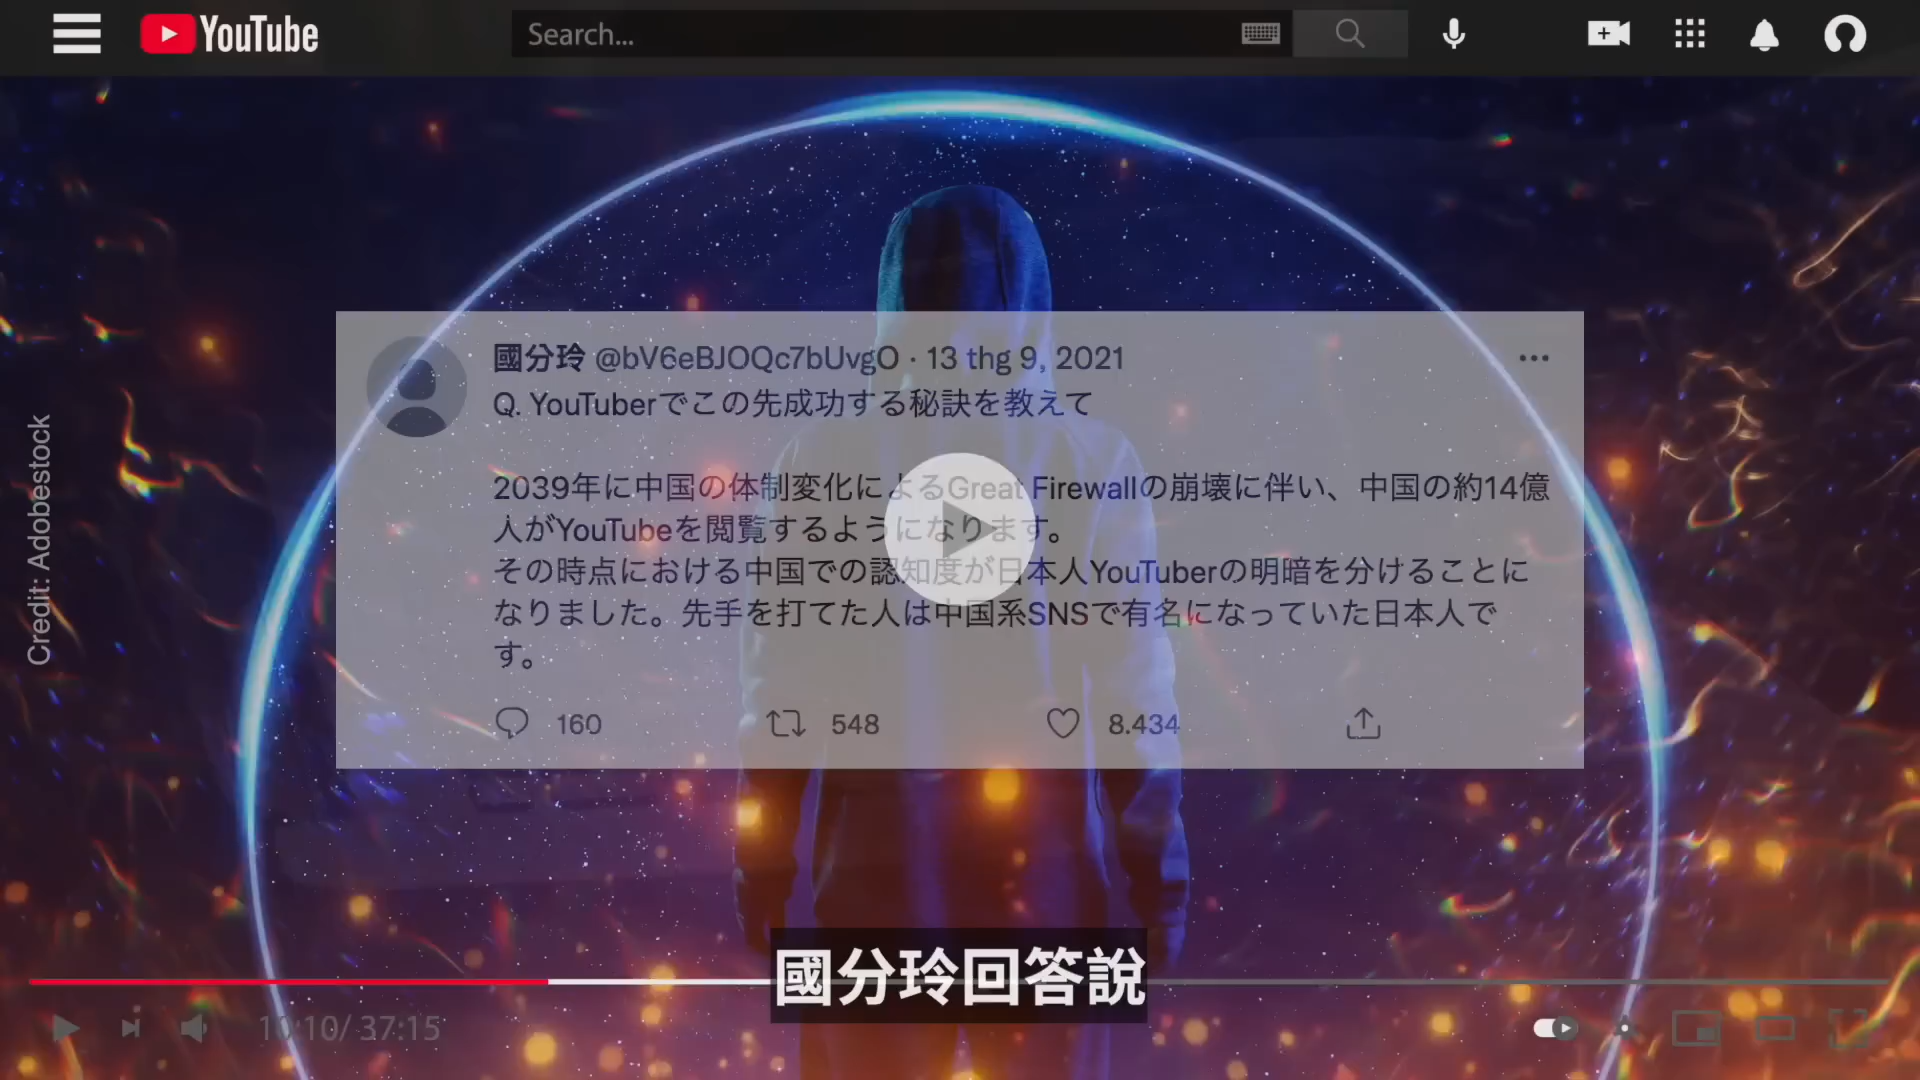 YouTube
Search...
Credit: Adobestock
國分玲 @bV6eBJOQc7bUvgO · 13 thg 9, 2021
Q. YouTuberでこの先成功する秘訣を教えて
2039年に中国の体制変化によるGreat Firewallの崩壊に伴い、中国の約14億
人がYouTubeを閲覧するようになります。
その時点における中国での認知度が日本人YouTuberの明暗を分けることに
なりました。先手を打てた人は中国系SNSで有名になっていた日本人で
す。
160 548 8.434
國分玲回答說
10:10/ 37:15